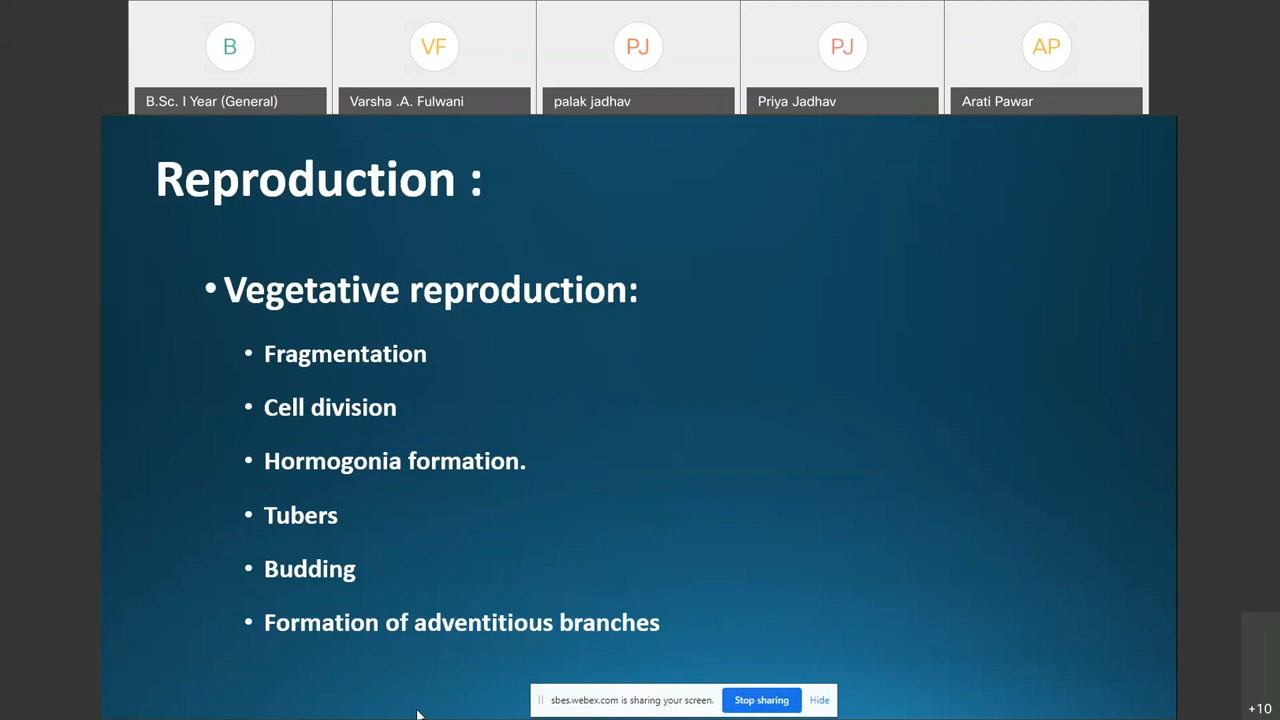 B
VF
PJ
PJ
AP
B.Sc. I Year (General)
Varsha .A. Fulwani
palak jadhav
Priya Jadhav
Arati Pawar
Reproduction :
• Vegetative reproduction:
• Fragmentation
• Cell division
• Hormogonia formation.
• Tubers
• Budding
• Formation of adventitious branches
sbes.webex.com is sharing your screen.
Stop sharing
Hide
+10